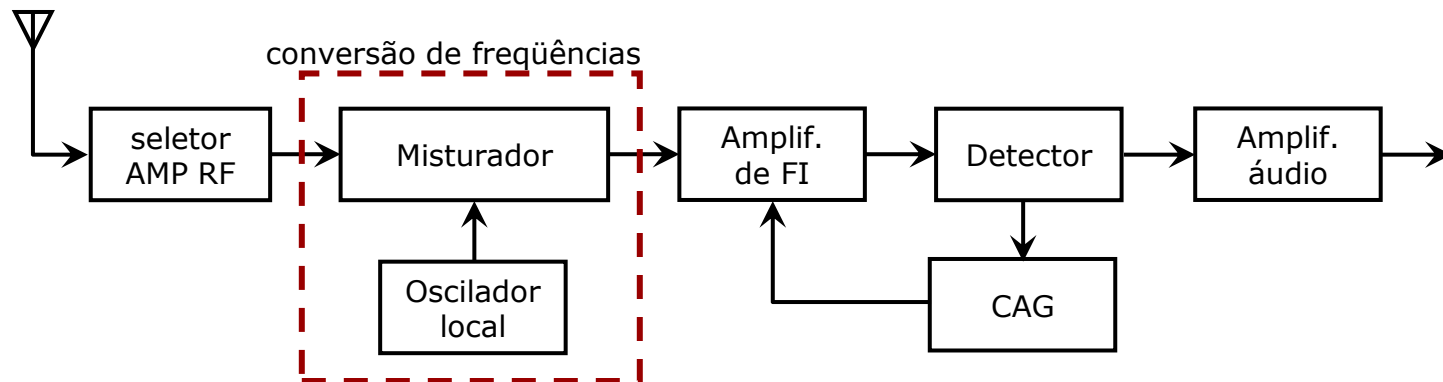 conversão de freqüências
seletor
AMP RF
Misturador
Amplif.
de FI
Detector
Amplif.
áudio
Oscilador
local
CAG